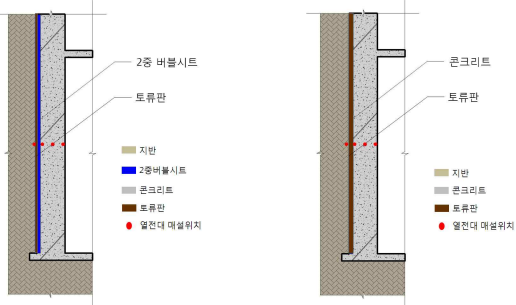 2중 버블시트
토류판
지반
2중버블시트
콘크리트
토류판
열전대 매설위치
콘크리트
토류판
지반
콘크리트
토류판
열전대 매설위치